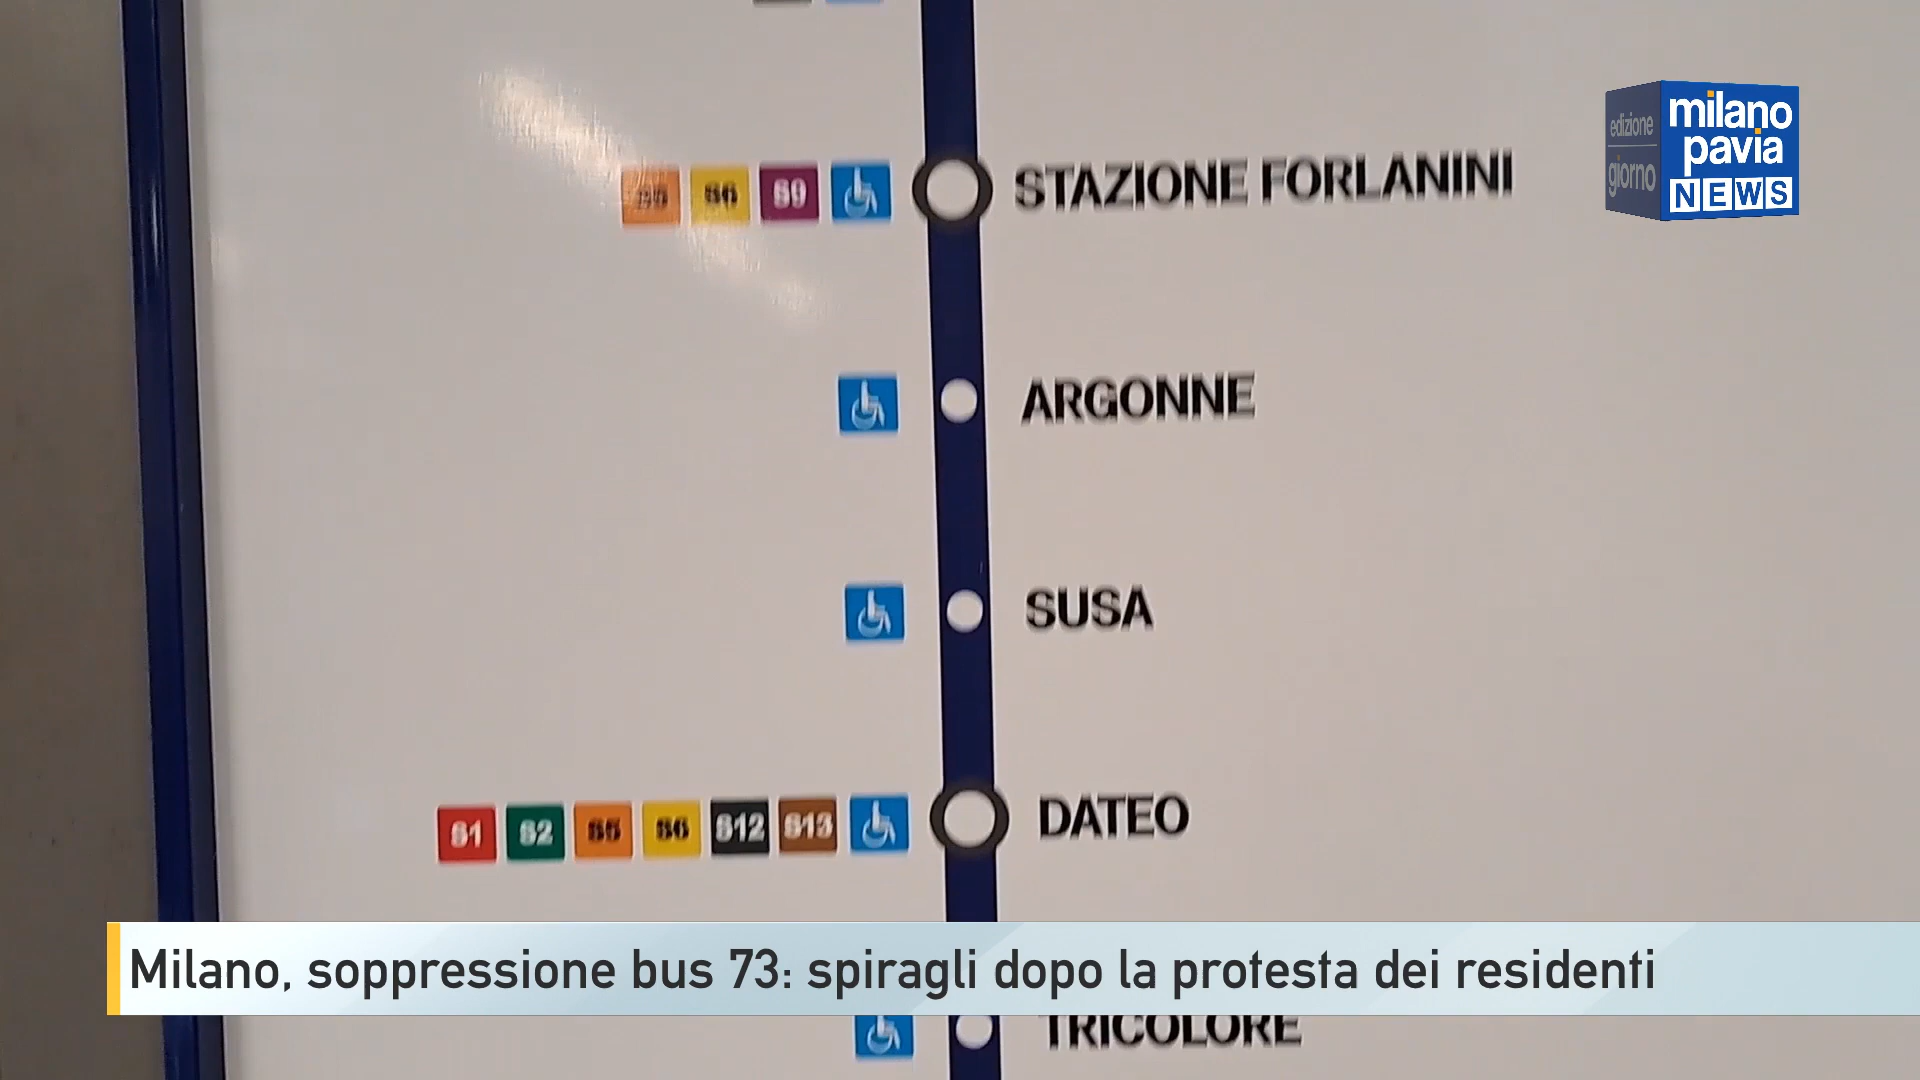 edizione
giorno
milano
pavia
NEWS
S5 S6 S9 STAZIONE FORLANINI
ARGONNE
SUSA
S1 S2 S5 S6 S12 S13 DATEO
Milano, soppressione bus 73: spiragli dopo la protesta dei residenti
TRICOLORE